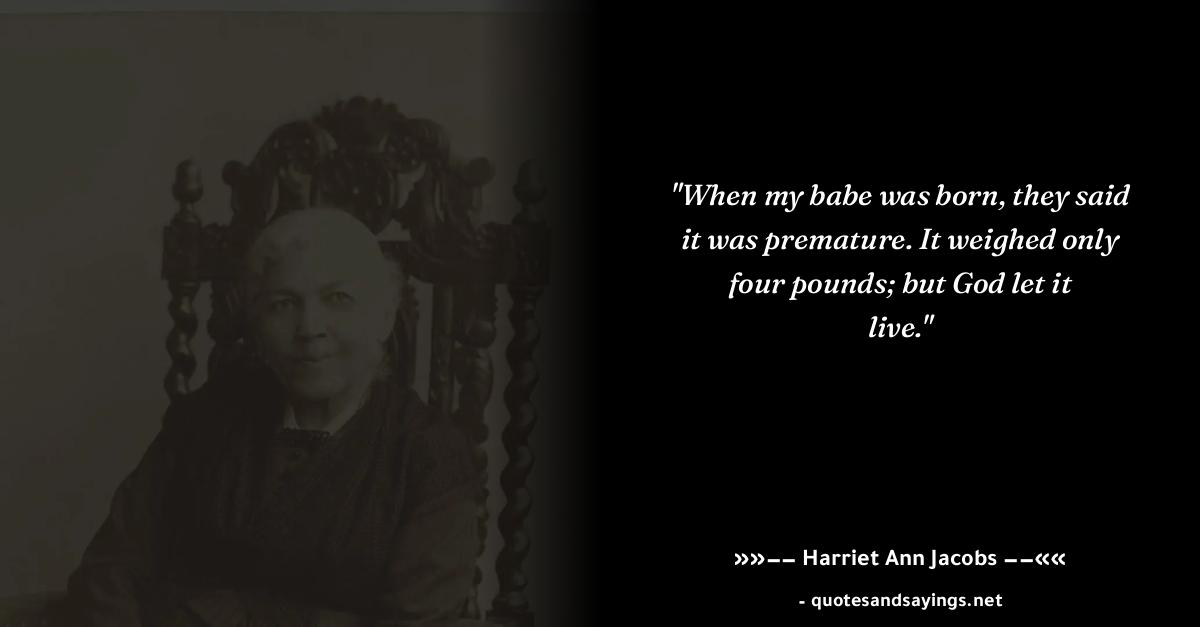 "When my babe was born, they said
it was premature. It weighed only
four pounds; but God let it
live."
»»−− Harriet Ann Jacobs −−««
- quotesandsayings.net